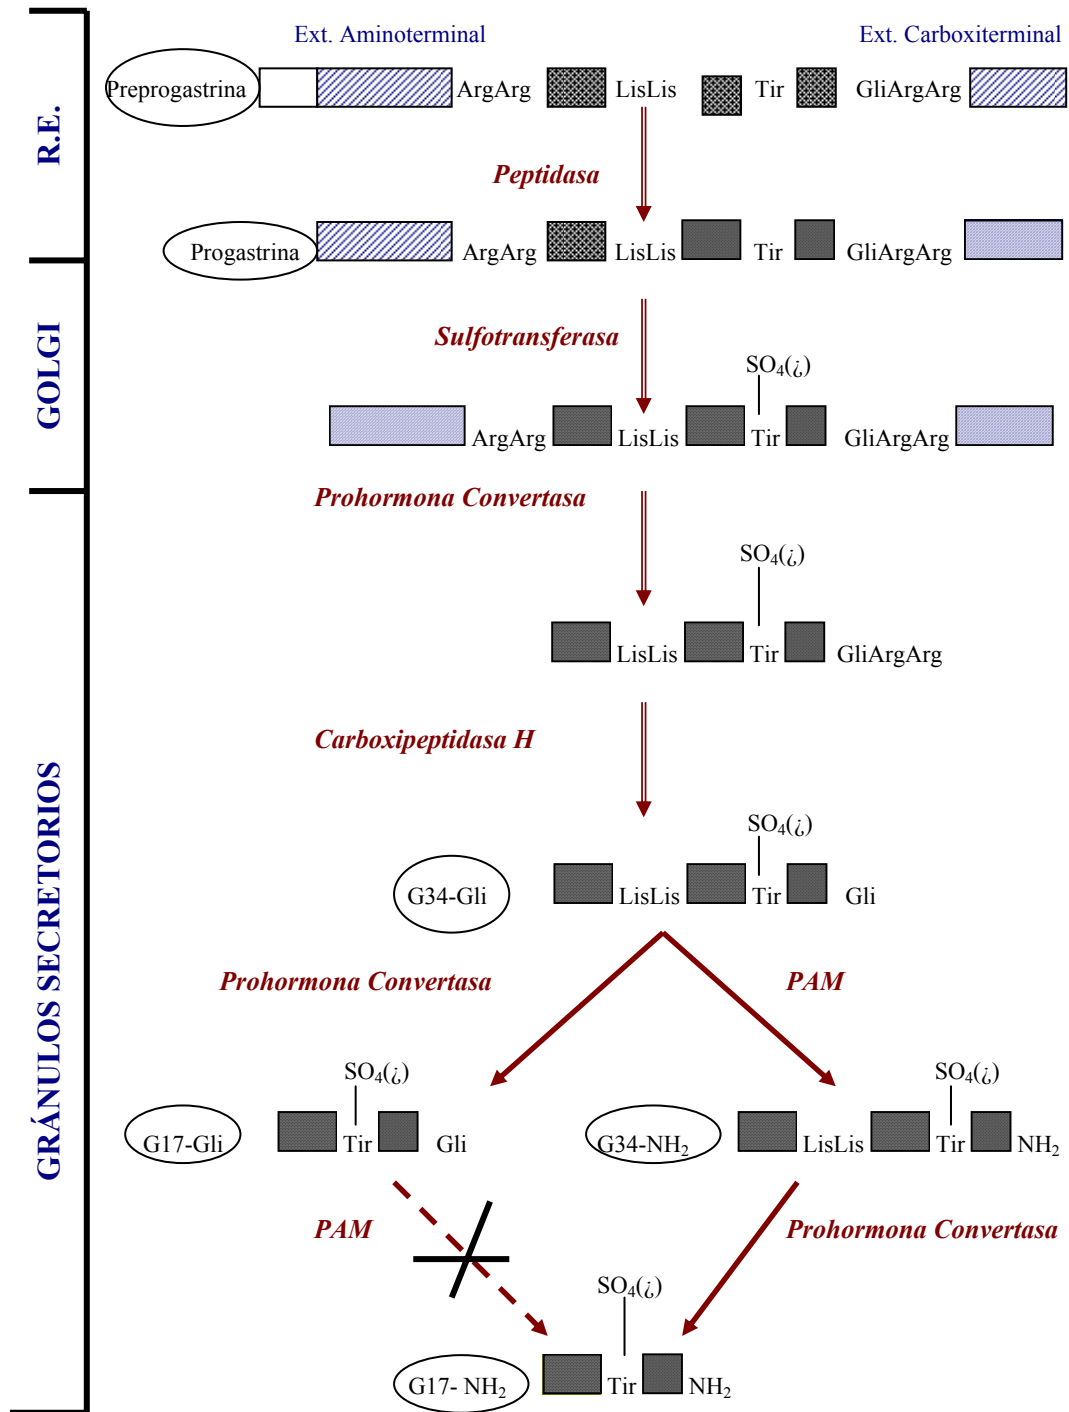 Ext. Aminoterminal Ext. Carboxiterminal
R.E.
Preprogastrina ArgArg LisLis Tir GliArgArg
Peptidasa
Progastrina ArgArg LisLis Tir GliArgArg
GOLGI
Sulfotransferasa
SO₄(¿)
ArgArg LisLis Tir GliArgArg
GRÁNULOS SECRETORIOS
Prohormona Convertasa
SO₄(¿)
LisLis Tir GliArgArg
Carboxipeptidasa H
SO₄(¿)
G34-Gli LisLis Tir Gli
Prohormona Convertasa PAM
SO₄(¿) SO₄(¿)
G17-Gli Tir Gli G34-NH₂ LisLis Tir NH₂
PAM Prohormona Convertasa
SO₄(¿)
G17- NH₂ Tir NH₂